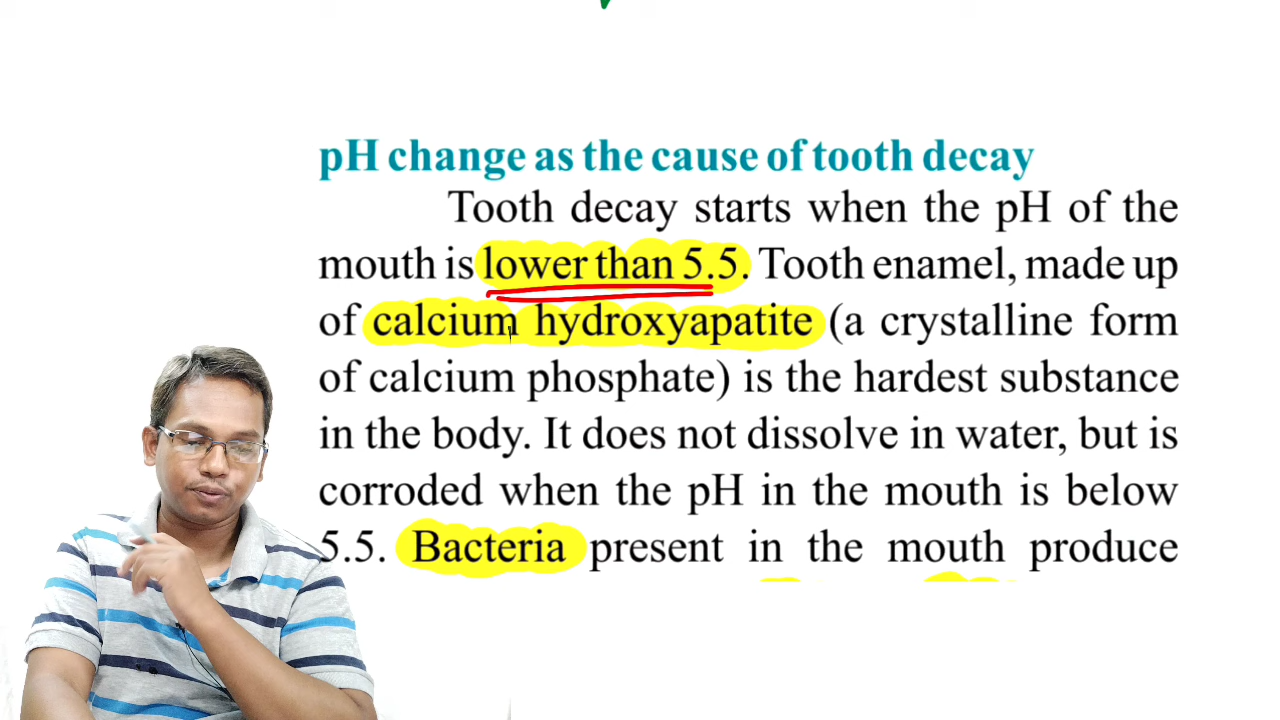 pH change as the cause of tooth decay
Tooth decay starts when the pH of the
mouth is lower than 5.5. Tooth enamel, made up
of calcium hydroxyapatite (a crystalline form
of calcium phosphate) is the hardest substance
in the body. It does not dissolve in water, but is
corroded when the pH in the mouth is below
5.5. Bacteria present in the mouth produce